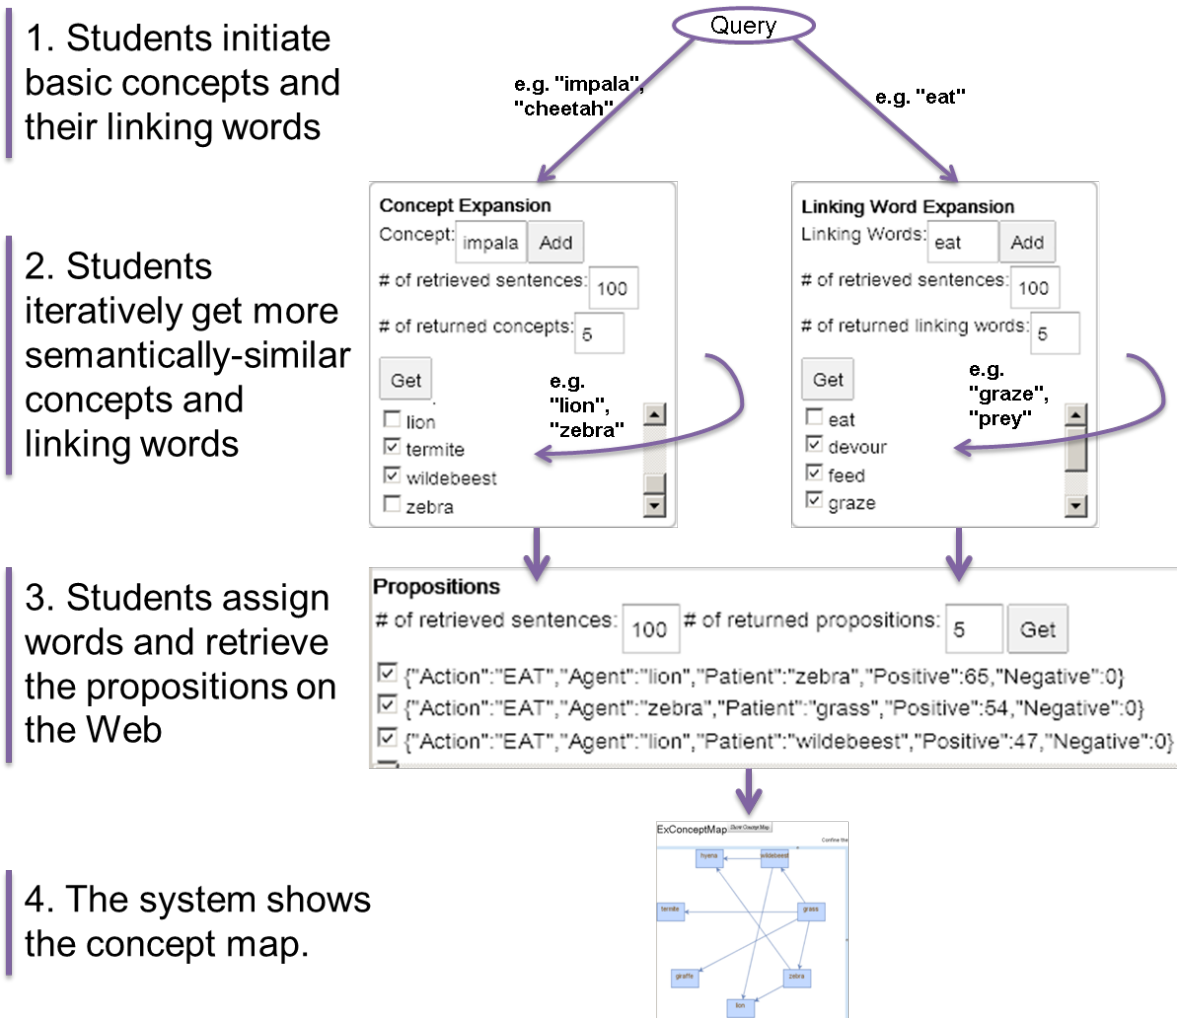 1. Students initiate
basic concepts and
their linking words
Query
e.g. "impala",
"cheetah"
e.g. "eat"
2. Students
iteratively get more
semantically-similar
concepts and
linking words
Concept Expansion
Concept: impala Add
# of retrieved sentences: 100
# of returned concepts: 5
Get
e.g.
"lion",
"zebra"
lion
termite
wildebeest
zebra
Linking Word Expansion
Linking Words: eat Add
# of retrieved sentences: 100
# of returned linking words: 5
Get
e.g.
"graze",
"prey"
eat
devour
feed
graze
3. Students assign
words and retrieve
the propositions on
the Web
Propositions
# of retrieved sentences: 100 # of returned propositions: 5 Get
{"Action":"EAT","Agent":"lion","Patient":"zebra","Positive":65,"Negative":0}
{"Action":"EAT","Agent":"zebra","Patient":"grass","Positive":54,"Negative":0}
{"Action":"EAT","Agent":"lion","Patient":"wildebeest","Positive":47,"Negative":0}
4. The system shows
the concept map.
ExConceptMap
Confine the
hyena
wildebeest
termite
grass
giraffe
zebra
lion